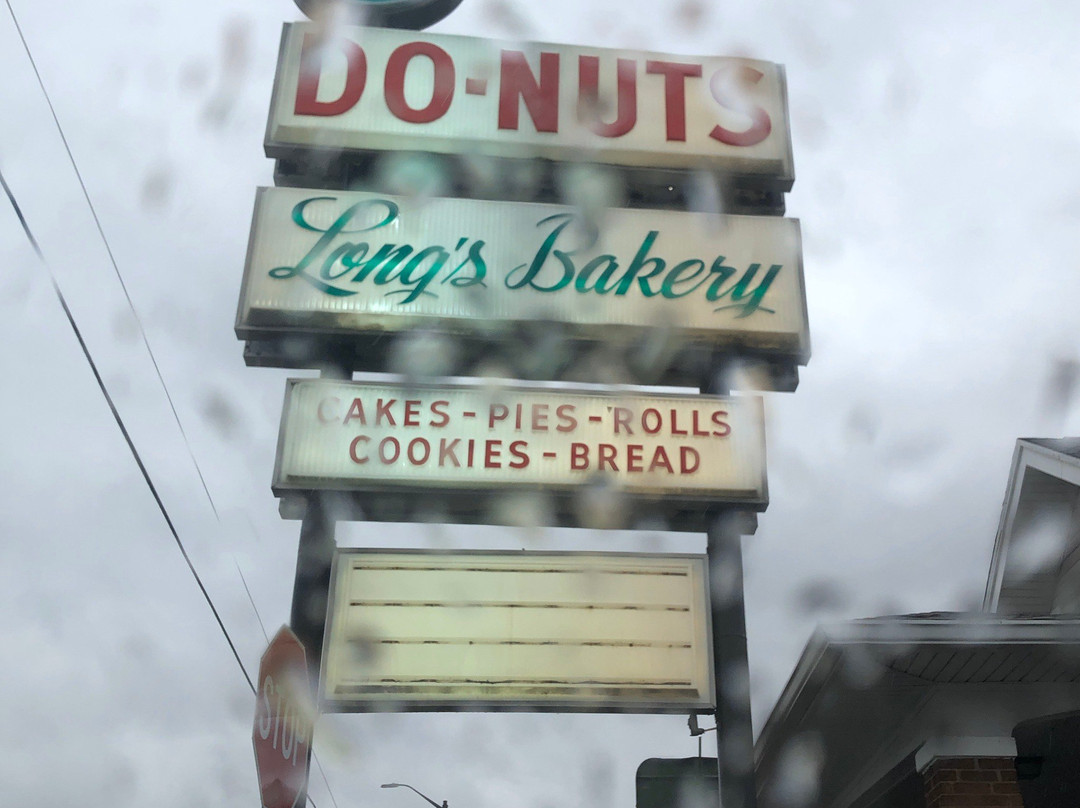 DO-NUTS
Long's Bakery
CAKES - PIES - ROLLS
COOKIES - BREAD
STOP